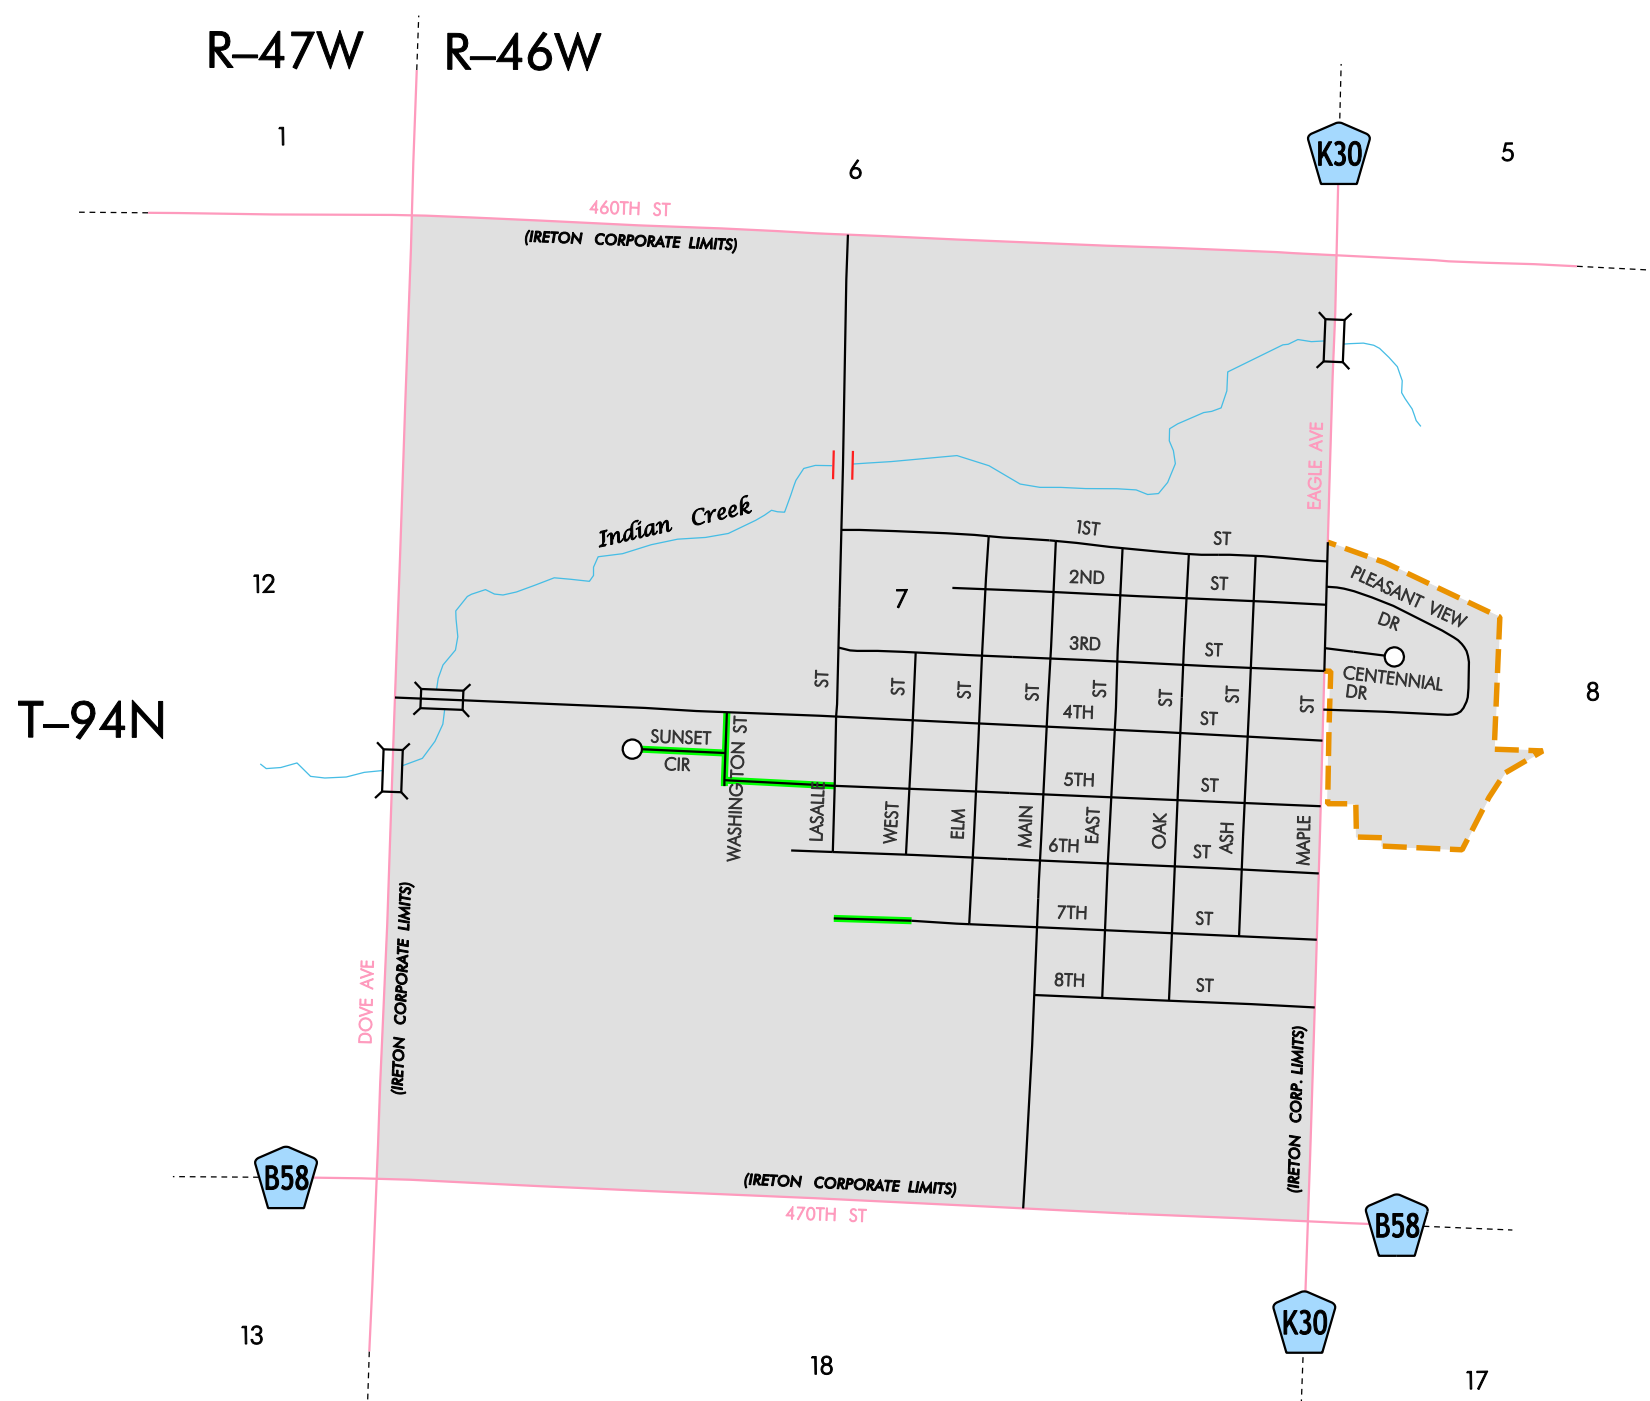 R–47W R–46W
1
6
K30
5
460TH ST
(IRETON CORPORATE LIMITS)
EAGLE AVE
Indian Creek
1ST ST
12
7
2ND ST
PLEASANT VIEW
DR
3RD ST
CENTENNIAL
DR
ST ST ST ST ST ST ST ST
T–94N
8
4TH ST
SUNSET
CIR
WASHINGTON ST
5TH ST
LASALLE
WEST
ELM
MAIN
EAST
OAK
ASH
MAPLE
6TH ST
7TH ST
8TH ST
DOVE AVE
(IRETON CORPORATE LIMITS)
(IRETON CORP. LIMITS)
B58
(IRETON CORPORATE LIMITS)
470TH ST
B58
13
18
K30
17